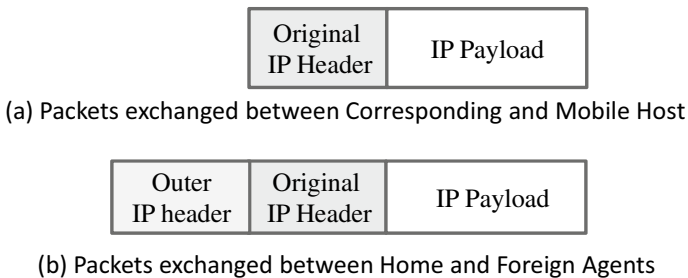 Original
IP Header
IP Payload
(a) Packets exchanged between Corresponding and Mobile Host
Outer
IP header
Original
IP Header
IP Payload
(b) Packets exchanged between Home and Foreign Agents